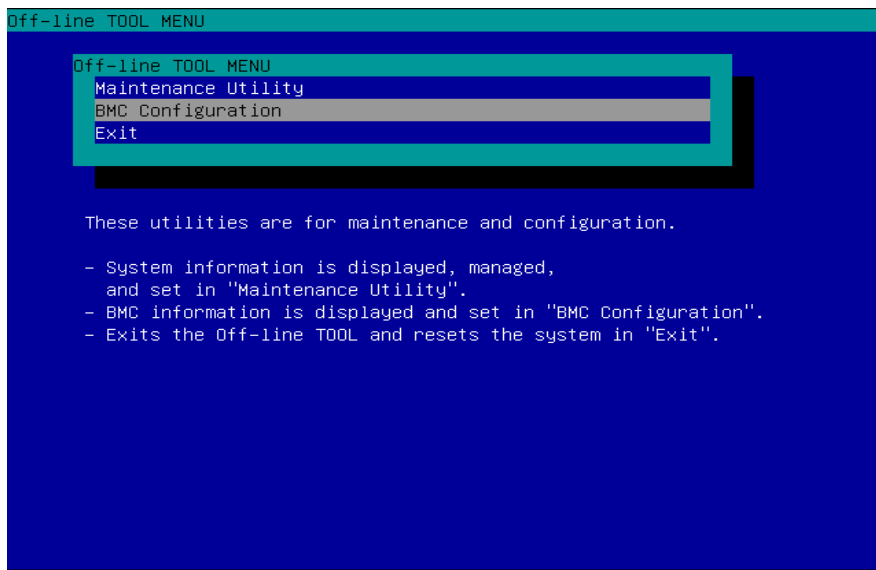 Off-line TOOL MENU
Off-line TOOL MENU
Maintenance Utility
BMC Configuration
Exit
These utilities are for maintenance and configuration.
- System information is displayed, managed,
and set in "Maintenance Utility".
- BMC information is displayed and set in "BMC Configuration".
- Exits the Off-line TOOL and resets the system in "Exit".